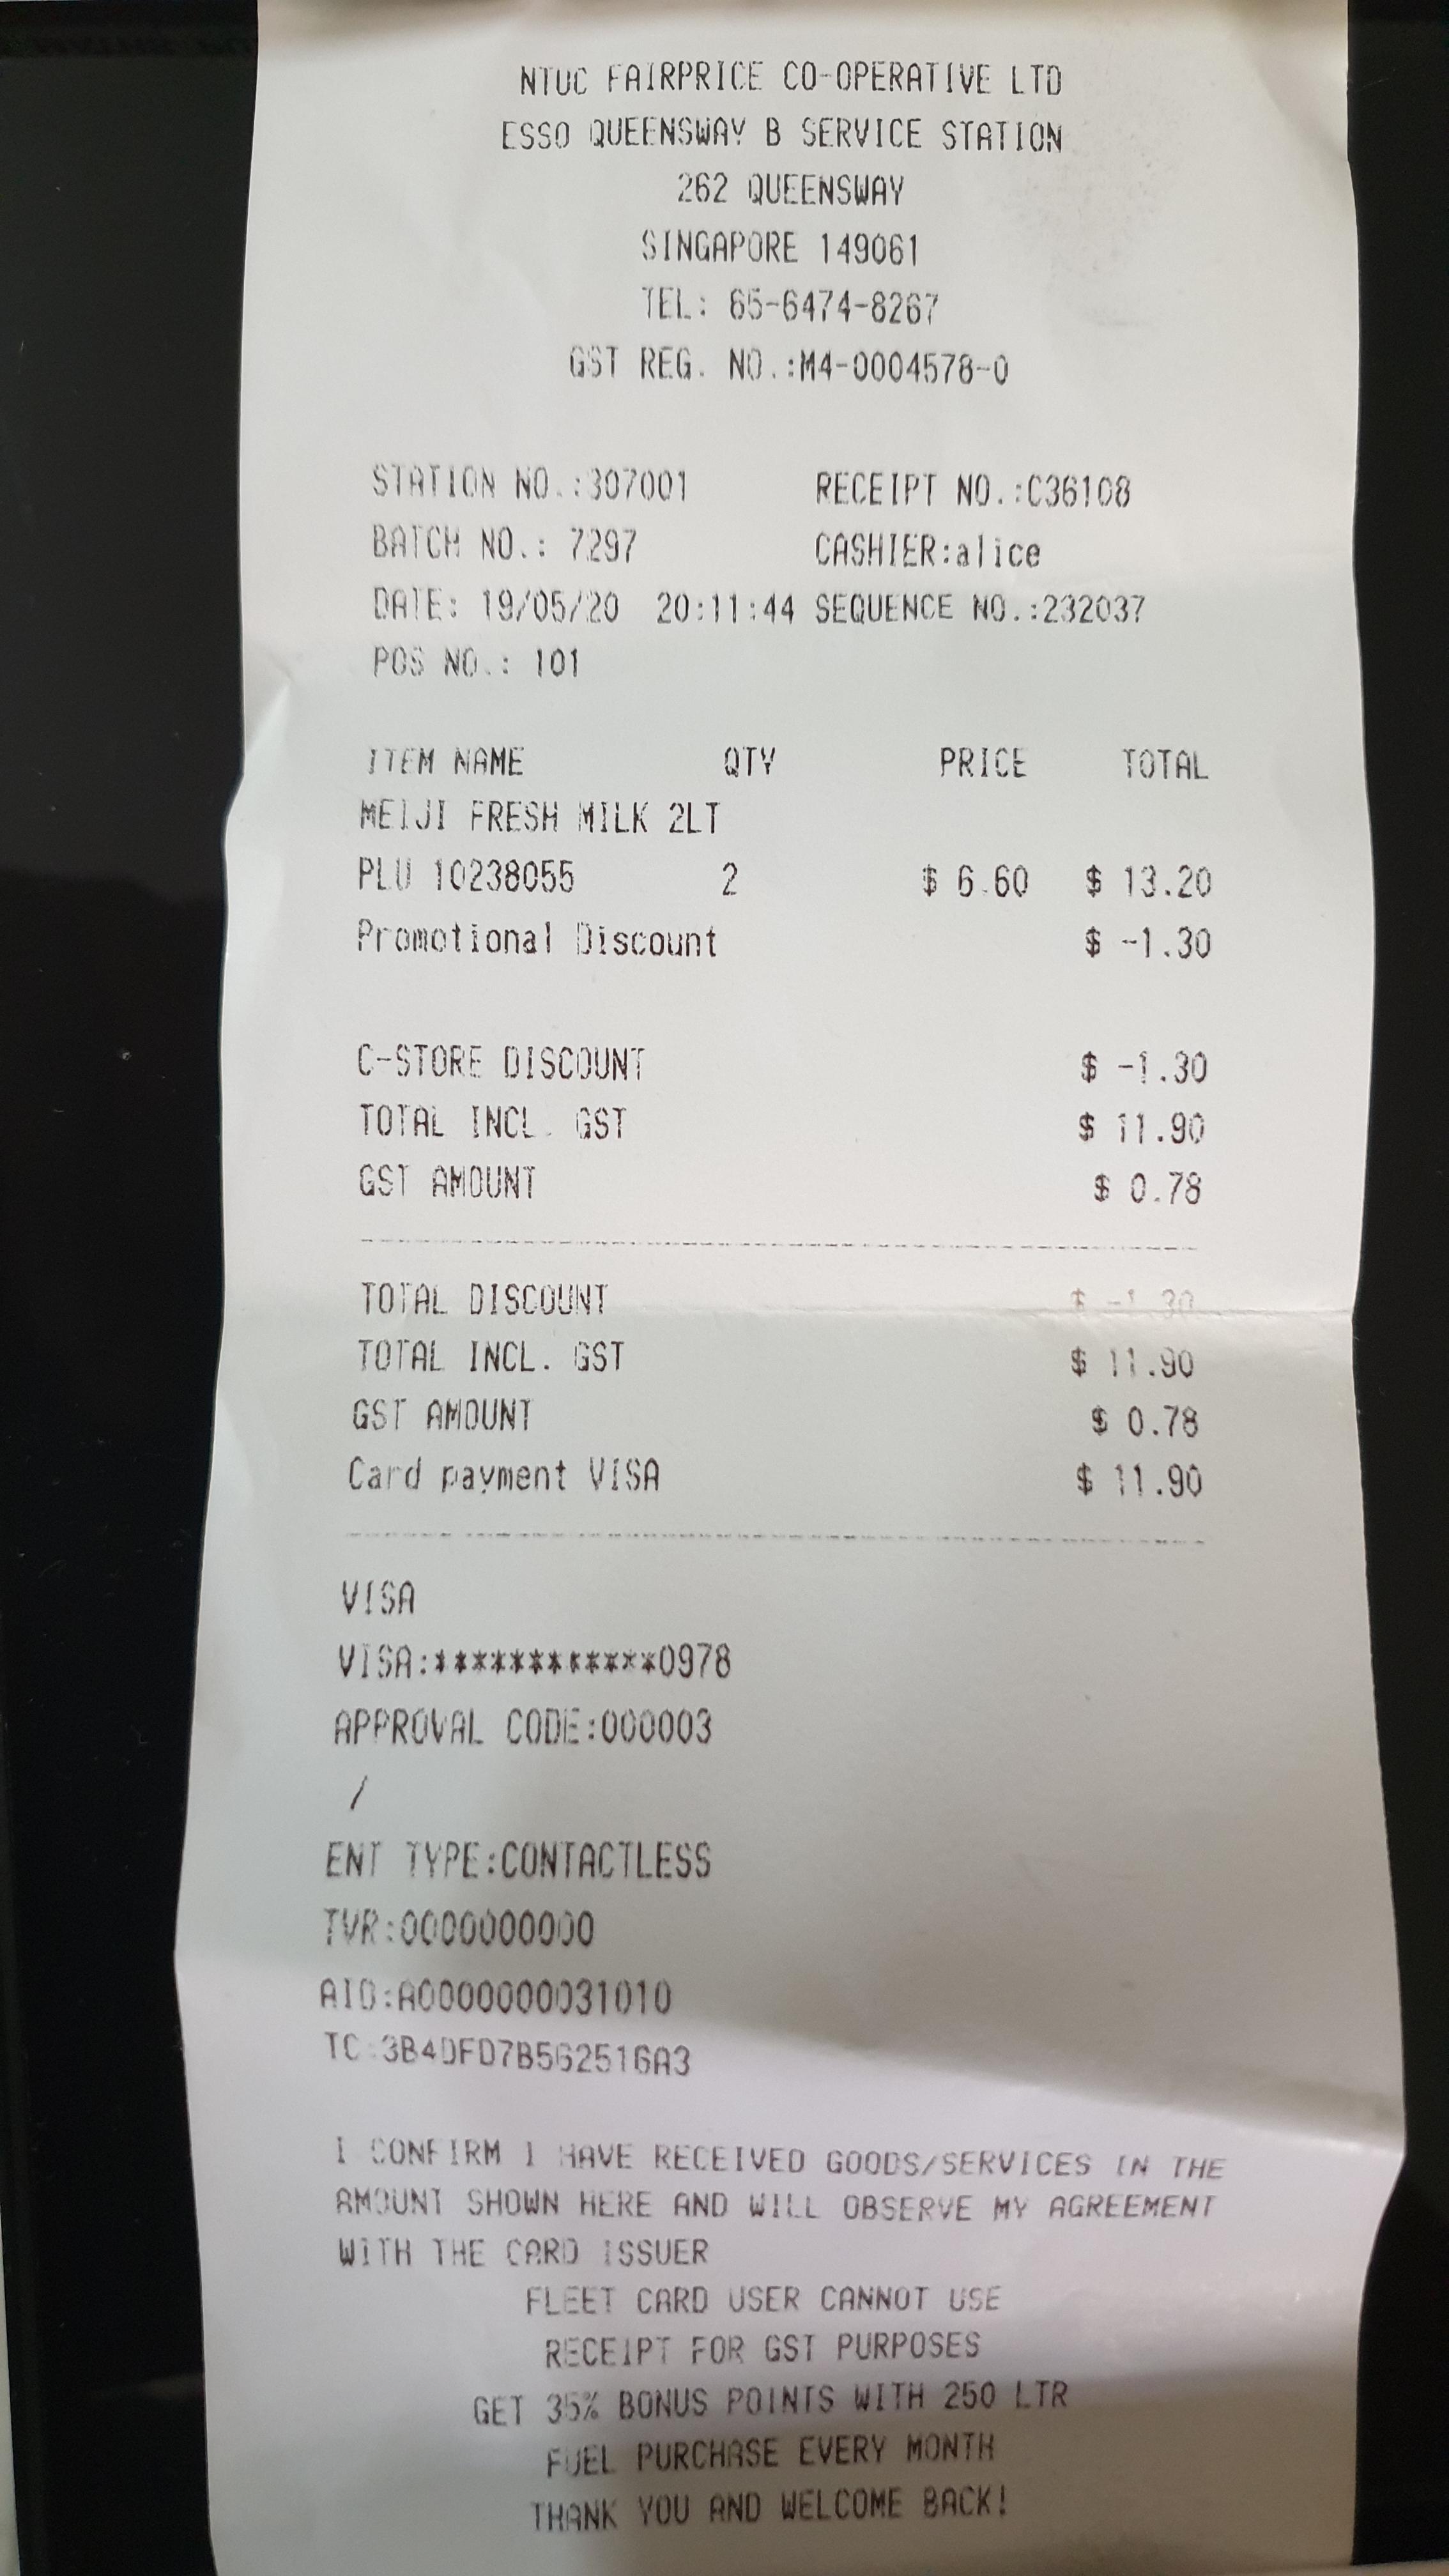 NTUC FAIRPRICE CO-OPERATIVE LTD
ESSO QUEENSWAY B SERVICE STATION
262 QUEENSWAY
SINGAPORE 149061
TEL: 65-6474-8267
GST REG. NO.:M4-0004578-0
STATION NO.:307001 RECEIPT NO.:C36108
BATCH NO.: 7297 CASHIER:alice
DATE: 19/05/20 20:11:44 SEQUENCE NO.:232037
POS NO.: 101
ITEM NAME QTY PRICE TOTAL
MEIJI FRESH MILK 2LT
PLU 10238055 2 $ 6.60 $ 13.20
Promotional Discount $ -1.30
C-STORE DISCOUNT $ -1.30
TOTAL INCL. GST $ 11.90
GST AMOUNT $ 0.78
TOTAL DISCOUNT $ -1.30
TOTAL INCL. GST $ 11.90
GST AMOUNT $ 0.78
Card payment VISA $ 11.90
VISA
VISA:************0978
APPROVAL CODE:000003
/
ENT TYPE:CONTACTLESS
TVR:0000000000
AID:A0000000031010
TC:3B4DFD7B562516A3
I CONFIRM I HAVE RECEIVED GOODS/SERVICES IN THE
AMOUNT SHOWN HERE AND WILL OBSERVE MY AGREEMENT
WITH THE CARD ISSUER
FLEET CARD USER CANNOT USE
RECEIPT FOR GST PURPOSES
GET 35% BONUS POINTS WITH 250 LTR
FUEL PURCHASE EVERY MONTH
THANK YOU AND WELCOME BACK!